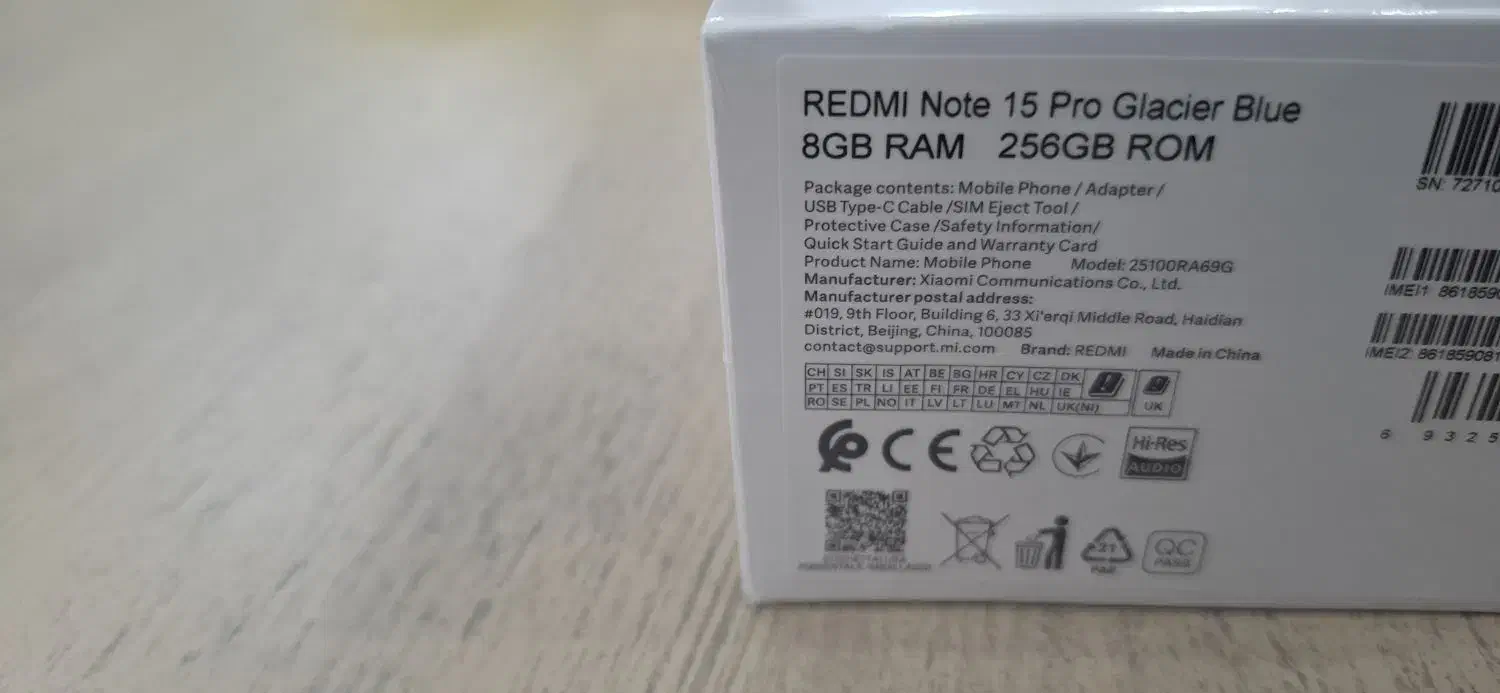 REDMI Note 15 Pro Glacier Blue
8GB RAM 256GB ROM
Package contents: Mobile Phone / Adapter /
USB Type-C Cable /SIM Eject Tool /
Protective Case /Safety Information/
Quick Start Guide and Warranty Card
Product Name: Mobile Phone Model: 25100RA69G
Manufacturer: Xiaomi Communications Co., Ltd.
Manufacturer postal address:
#019, 9th Floor, Building 6, 33 Xi'erqi Middle Road, Haidian
District, Beijing, China, 100085
contact@support.mi.com Brand: REDMI Made in China
CH SI SK IS AT BE BG HR CY CZ DK
PT ES TR LI EE FI FR DE EL HU IE
RO SE PL NO IT LV LT LU MT NL UK(NI)
UK
CE
Hi-Res
AUDIO
21
PAP
QC
PASS
SN: 72710
IMEI1 8618590
IMEI2: 861859081
6 9325